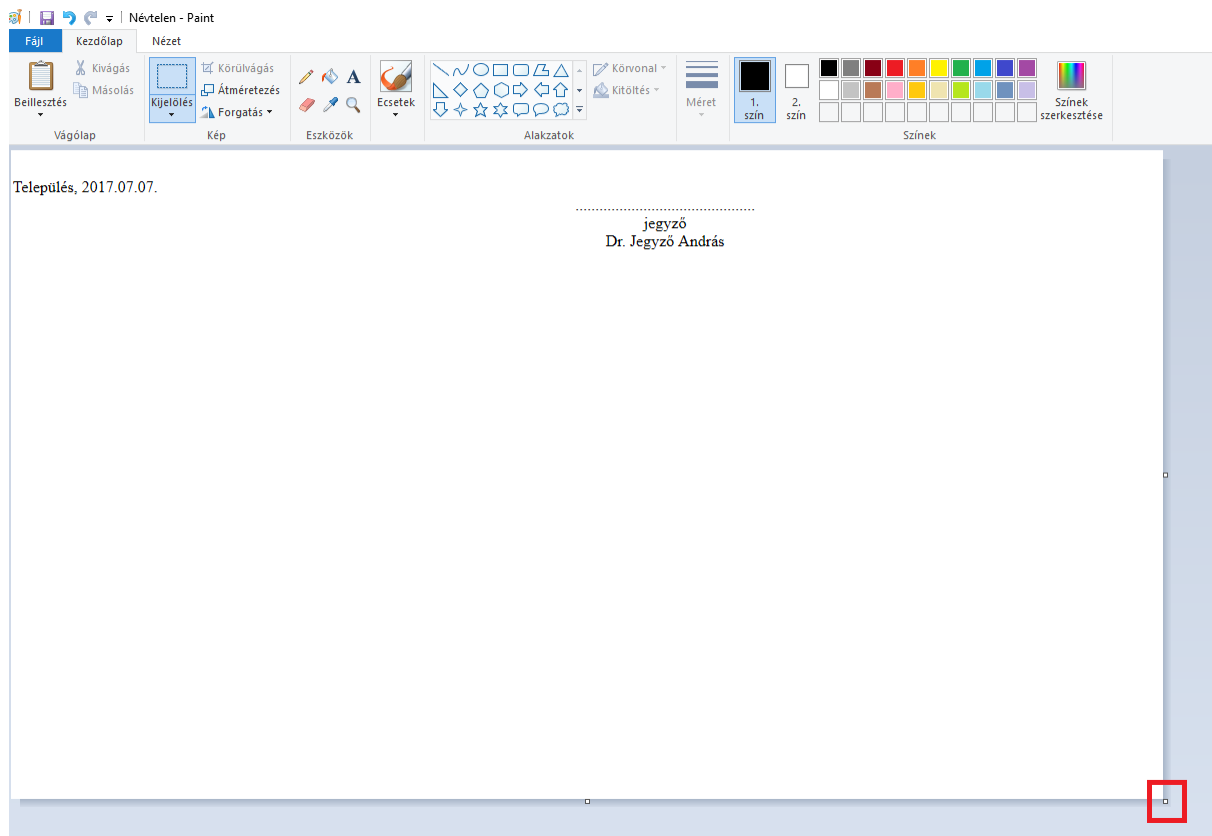 Névtelen - Paint
Fájl Kezdőlap Nézet
Beillesztés
Kivágás
Másolás
Vágólap
Kijelölés
Körülvágás
Átméretezés
Forgatás
Kép
A
Eszközök
Ecsetek
Körvonal
Kitöltés
Alakzatok
Méret
1.
szín
2.
szín
Színek
szerkesztése
Színek
Település, 2017.07.07.
.............................................
jegyző
Dr. Jegyző András